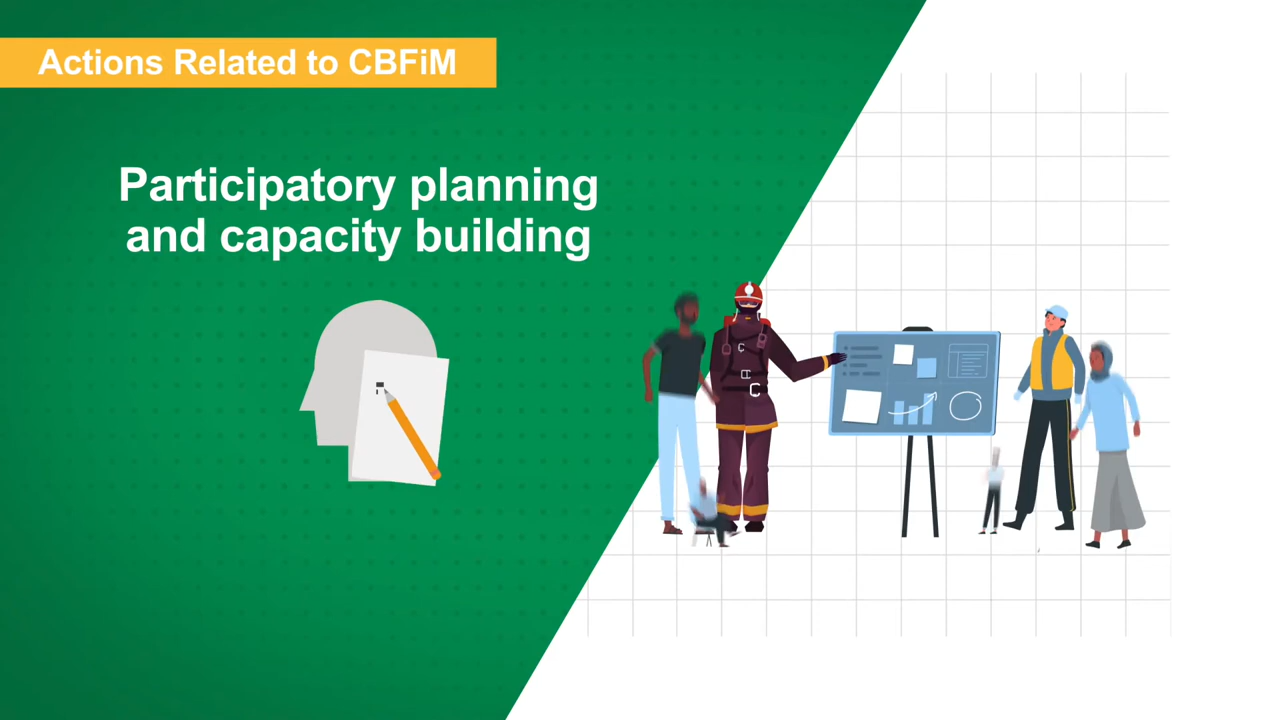 Actions Related to CBFiM
Participatory planning
and capacity building